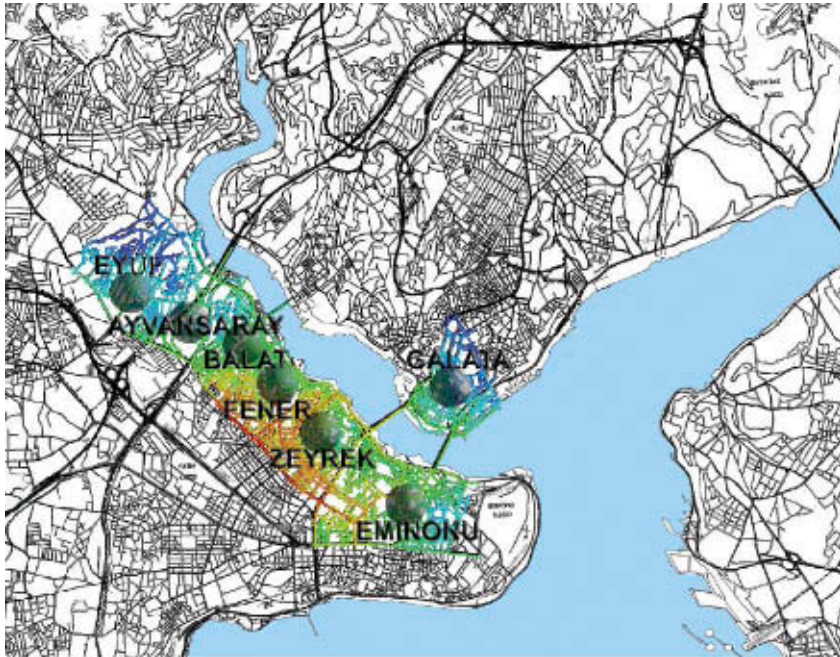 EYUP
AYVANSARAY
BALAT
GALATA
FENER
ZEYREK
EMINONU